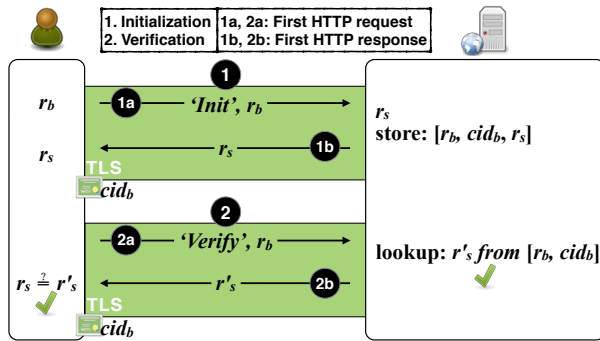 1. Initialization
2. Verification
1a, 2a: First HTTP request
1b, 2b: First HTTP response
1
r_b
1a
'Init', r_b
r_s
store: [r_b, cid_b, r_s]
r_s
r_s
1b
TLS
cid_b
2
2a
'Verify', r_b
lookup: r'_s from [r_b, cid_b]
r_s ≟ r'_s
r'_s
2b
TLS
cid_b